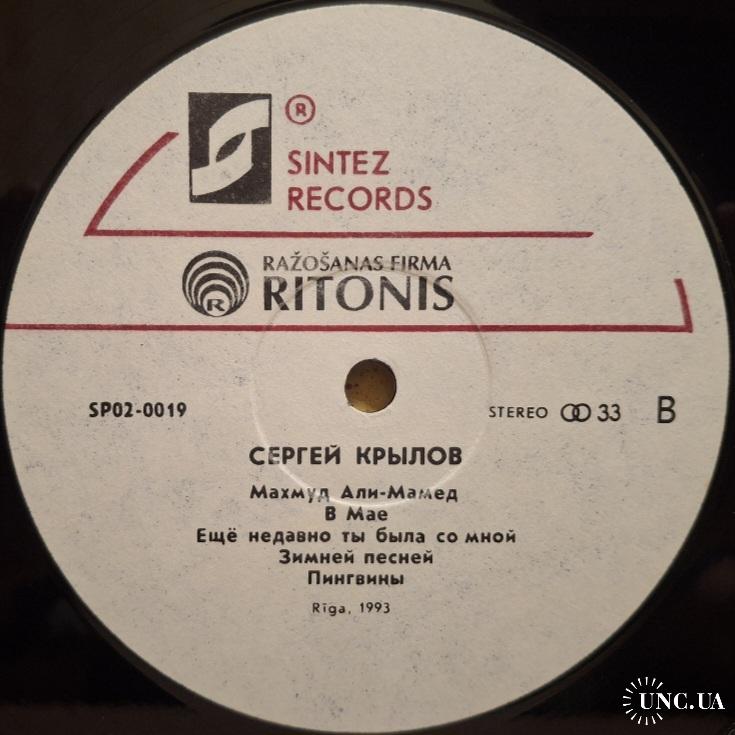 ®
SINTEZ
RECORDS
RAŽOŠANAS FIRMA
RITONIS
R
SP02-0019
STEREO 33 B
СЕРГЕЙ КРЫЛОВ
Махмуд Али-Мамед
В Мае
Ещё недавно ты была со мной
Зимней песней
Пингвины
Rīga, 1993
UNC.UA